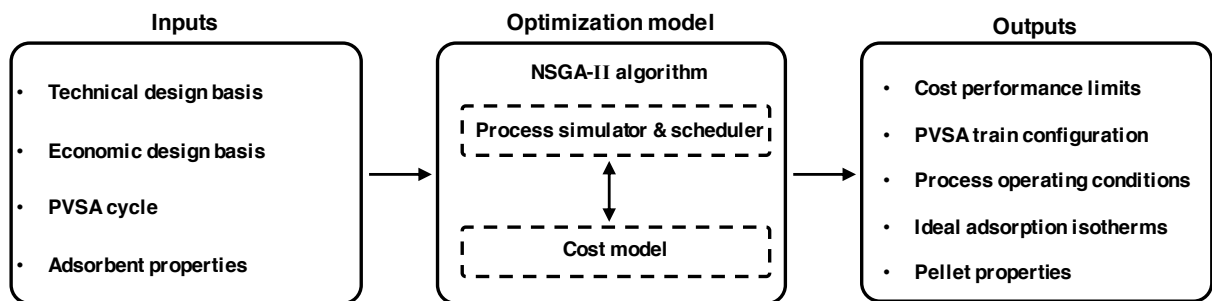 Inputs
• Technical design basis
• Economic design basis
• PVSA cycle
• Adsorbent properties
Optimization model
NSGA-II algorithm
Process simulator & scheduler
Cost model
Outputs
• Cost performance limits
• PVSA train configuration
• Process operating conditions
• Ideal adsorption isotherms
• Pellet properties